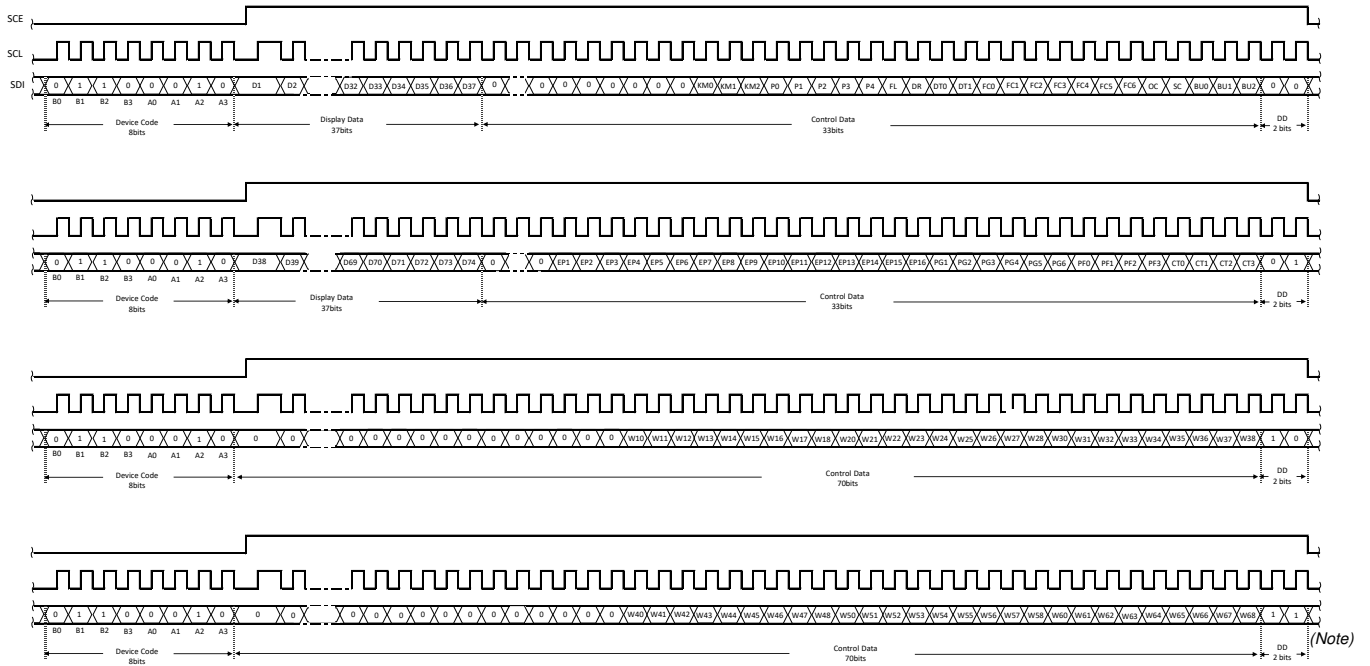 SCE
SCL
SDI 0 1 1 0 0 0 1 0 D1 D2 D32 D33 D34 D35 D36 D37 0 0 0 0 0 0 0 0 KM0 KM1 KM2 P0 P1 P2 P3 P4 FL DR DT0 DT1 FC0 FC1 FC2 FC3 FC4 FC5 FC6 OC SC BU0 BU1 BU2 0 0
B0 B1 B2 B3 A0 A1 A2 A3
Device Code Display Data Control Data DD
8bits 37bits 33bits 2 bits
0 1 1 0 0 0 1 0 D38 D39 D69 D70 D71 D72 D73 D74 0 0 EP1 EP2 EP3 EP4 EP5 EP6 EP7 EP8 EP9 EP10 EP11 EP12 EP13 EP14 EP15 EP16 PG1 PG2 PG3 PG4 PG5 PG6 PF0 PF1 PF2 PF3 CT0 CT1 CT2 CT3 0 1
B0 B1 B2 B3 A0 A1 A2 A3
Device Code Display Data Control Data DD
8bits 37bits 33bits 2 bits
0 1 1 0 0 0 1 0 0 0 0 0 0 0 0 0 0 0 0 0 0 0 W10 W11 W12 W13 W14 W15 W16 W17 W18 W20 W21 W22 W23 W24 W25 W26 W27 W28 W30 W31 W32 W33 W34 W35 W36 W37 W38 1 0
B0 B1 B2 B3 A0 A1 A2 A3
Device Code Control Data DD
8bits 70bits 2 bits
0 1 1 0 0 0 1 0 0 0 0 0 0 0 0 0 0 0 0 0 0 0 W40 W41 W42 W43 W44 W45 W46 W47 W48 W50 W51 W52 W53 W54 W55 W56 W57 W58 W60 W61 W62 W63 W64 W65 W66 W67 W68 1 1
B0 B1 B2 B3 A0 A1 A2 A3
(Note)
Device Code Control Data DD
8bits 70bits 2 bits